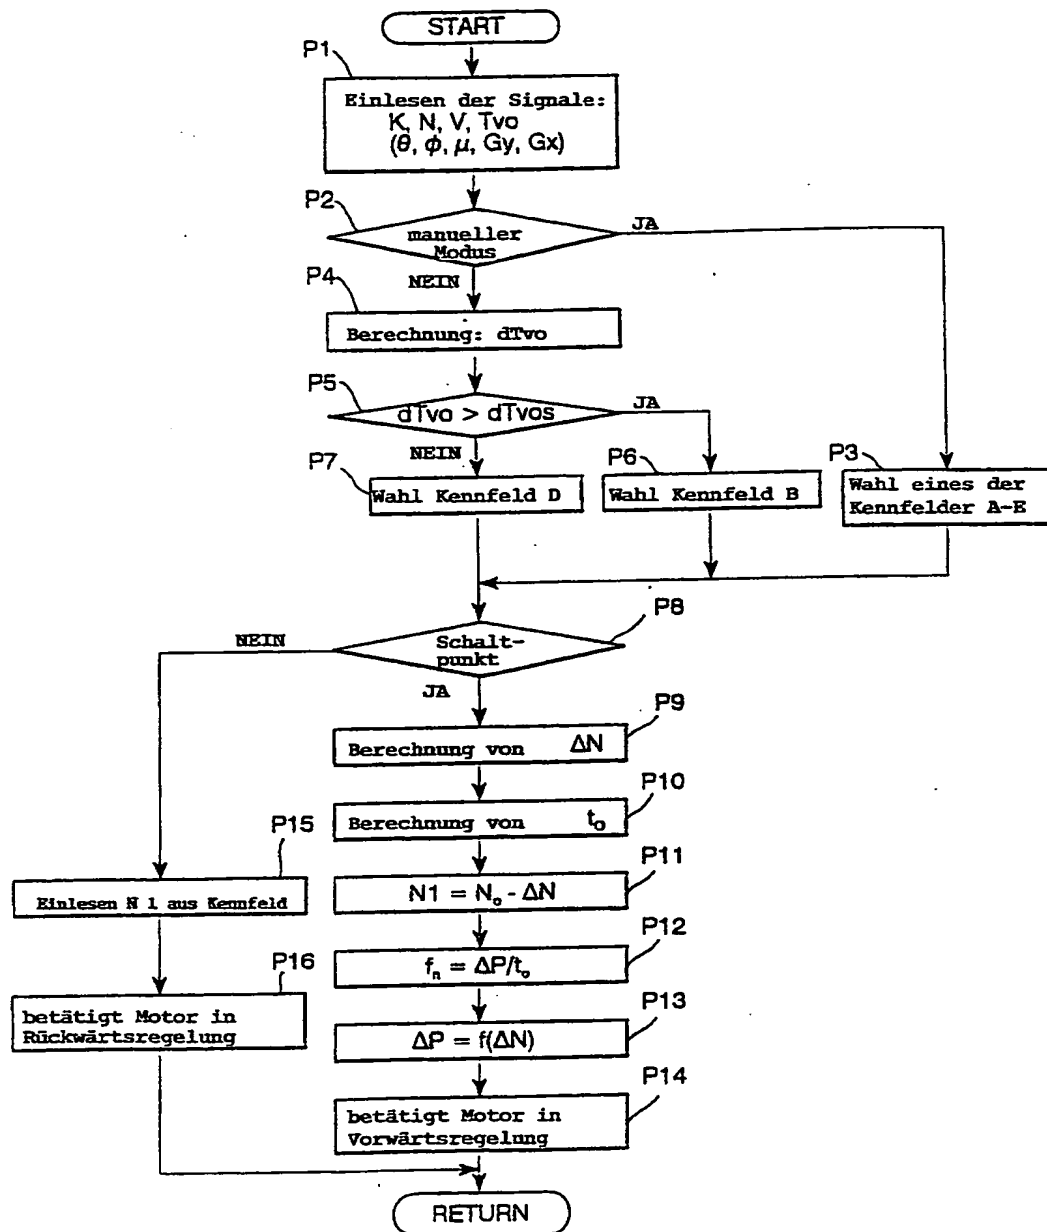 START
P1
Einlesen der Signale:
K, N, V, Tvo
(θ, ϕ, μ, Gy, Gx)
P2
manueller
Modus
JA
NEIN
P4
Berechnung: dTvo
P5
dTvo > dTvos
JA
NEIN
P7
Wahl Kennfeld D
P6
Wahl Kennfeld B
P3
Wahl eines der
Kennfelder A-E
P8
Schalt-
punkt
NEIN
JA
P9
Berechnung von ΔN
P10
Berechnung von to
P15
Einlesen N 1 aus Kennfeld
P11
N1 = No - ΔN
P12
fn = ΔP/to
P16
betätigt Motor in
Rückwärtsregelung
P13
ΔP = f(ΔN)
P14
betätigt Motor in
Vorwärtsregelung
RETURN